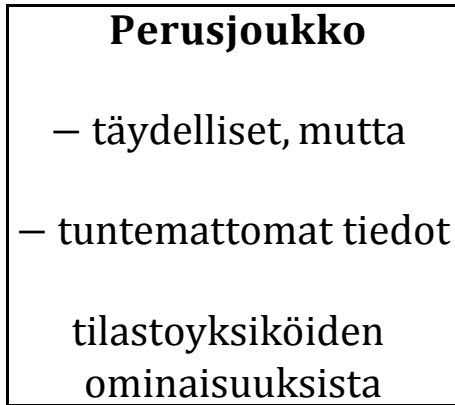 Perusjoukko
− täydelliset, mutta
− tuntemattomat tiedot
tilastoyksiköiden
ominaisuuksista